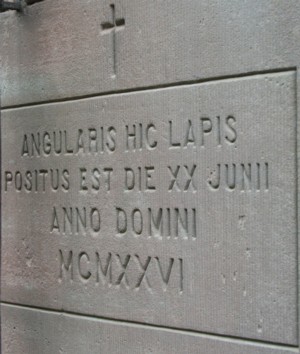 ANGULARIS HIC LAPIS
POSITUS EST DIE XX JUNII
ANNO DOMINI
MCMXXVI